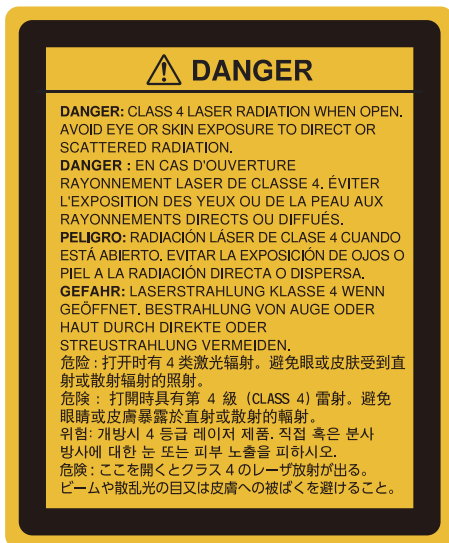 DANGER
DANGER: CLASS 4 LASER RADIATION WHEN OPEN.
AVOID EYE OR SKIN EXPOSURE TO DIRECT OR
SCATTERED RADIATION.
DANGER : EN CAS D'OUVERTURE
RAYONNEMENT LASER DE CLASSE 4. ÉVITER
L'EXPOSITION DES YEUX OU DE LA PEAU AUX
RAYONNEMENTS DIRECTS OU DIFFUÉS.
PELIGRO: RADIACIÓN LÁSER DE CLASE 4 CUANDO
ESTÁ ABIERTO. EVITAR LA EXPOSICIÓN DE OJOS O
PIEL A LA RADIACIÓN DIRECTA O DISPERSA.
GEFAHR: LASERSTRAHLUNG KLASSE 4 WENN
GEÖFFNET. BESTRAHLUNG VON AUGE ODER
HAUT DURCH DIREKTE ODER
STREUSTRAHLUNG VERMEIDEN.
危险 : 打开时有 4 类激光辐射。避免眼或皮肤受到直
射或散射辐射的照射。
危険 : 打開時具有第 4 級 (CLASS 4) 雷射。避免
眼睛或皮膚暴露於直射或散射的輻射。
위험: 개방시 4 등급 레이저 제품. 직접 혹은 분사
방사에 대한 눈 또는 피부 노출을 피하시오.
危険 : ここを開くとクラス 4 のレーザ放射が出る。
ビームや散乱光の目又は皮膚への被ばくを避けること。